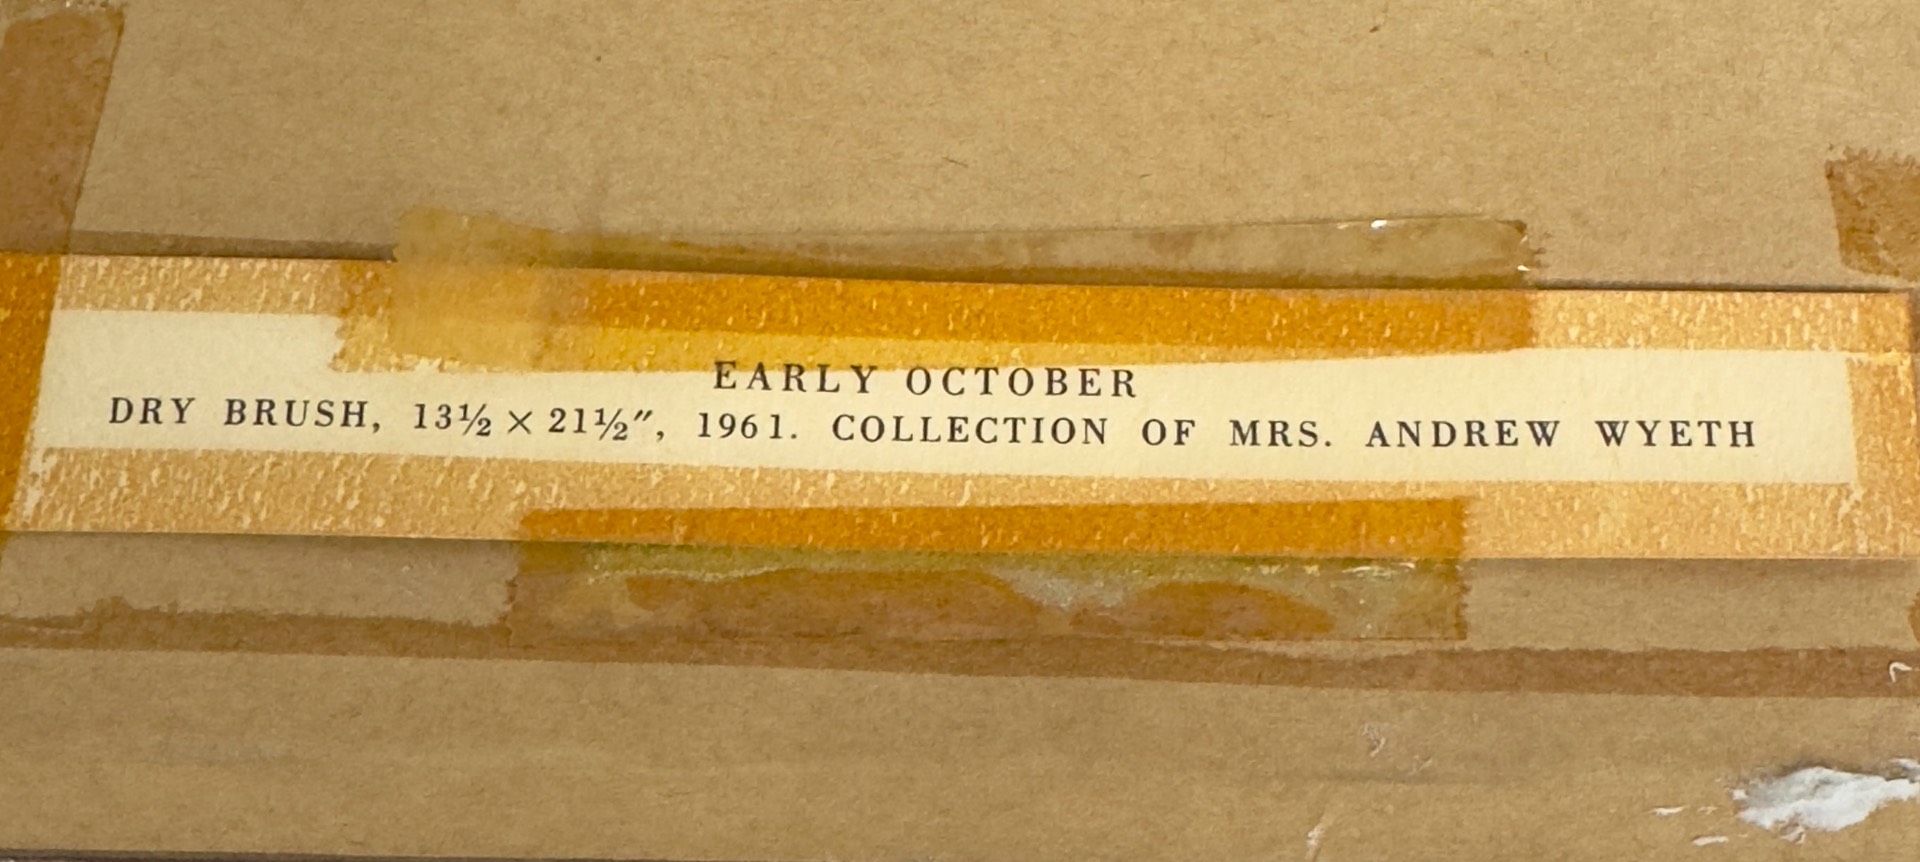 EARLY OCTOBER
DRY BRUSH, 13½ × 21½″, 1961. COLLECTION OF MRS. ANDREW WYETH